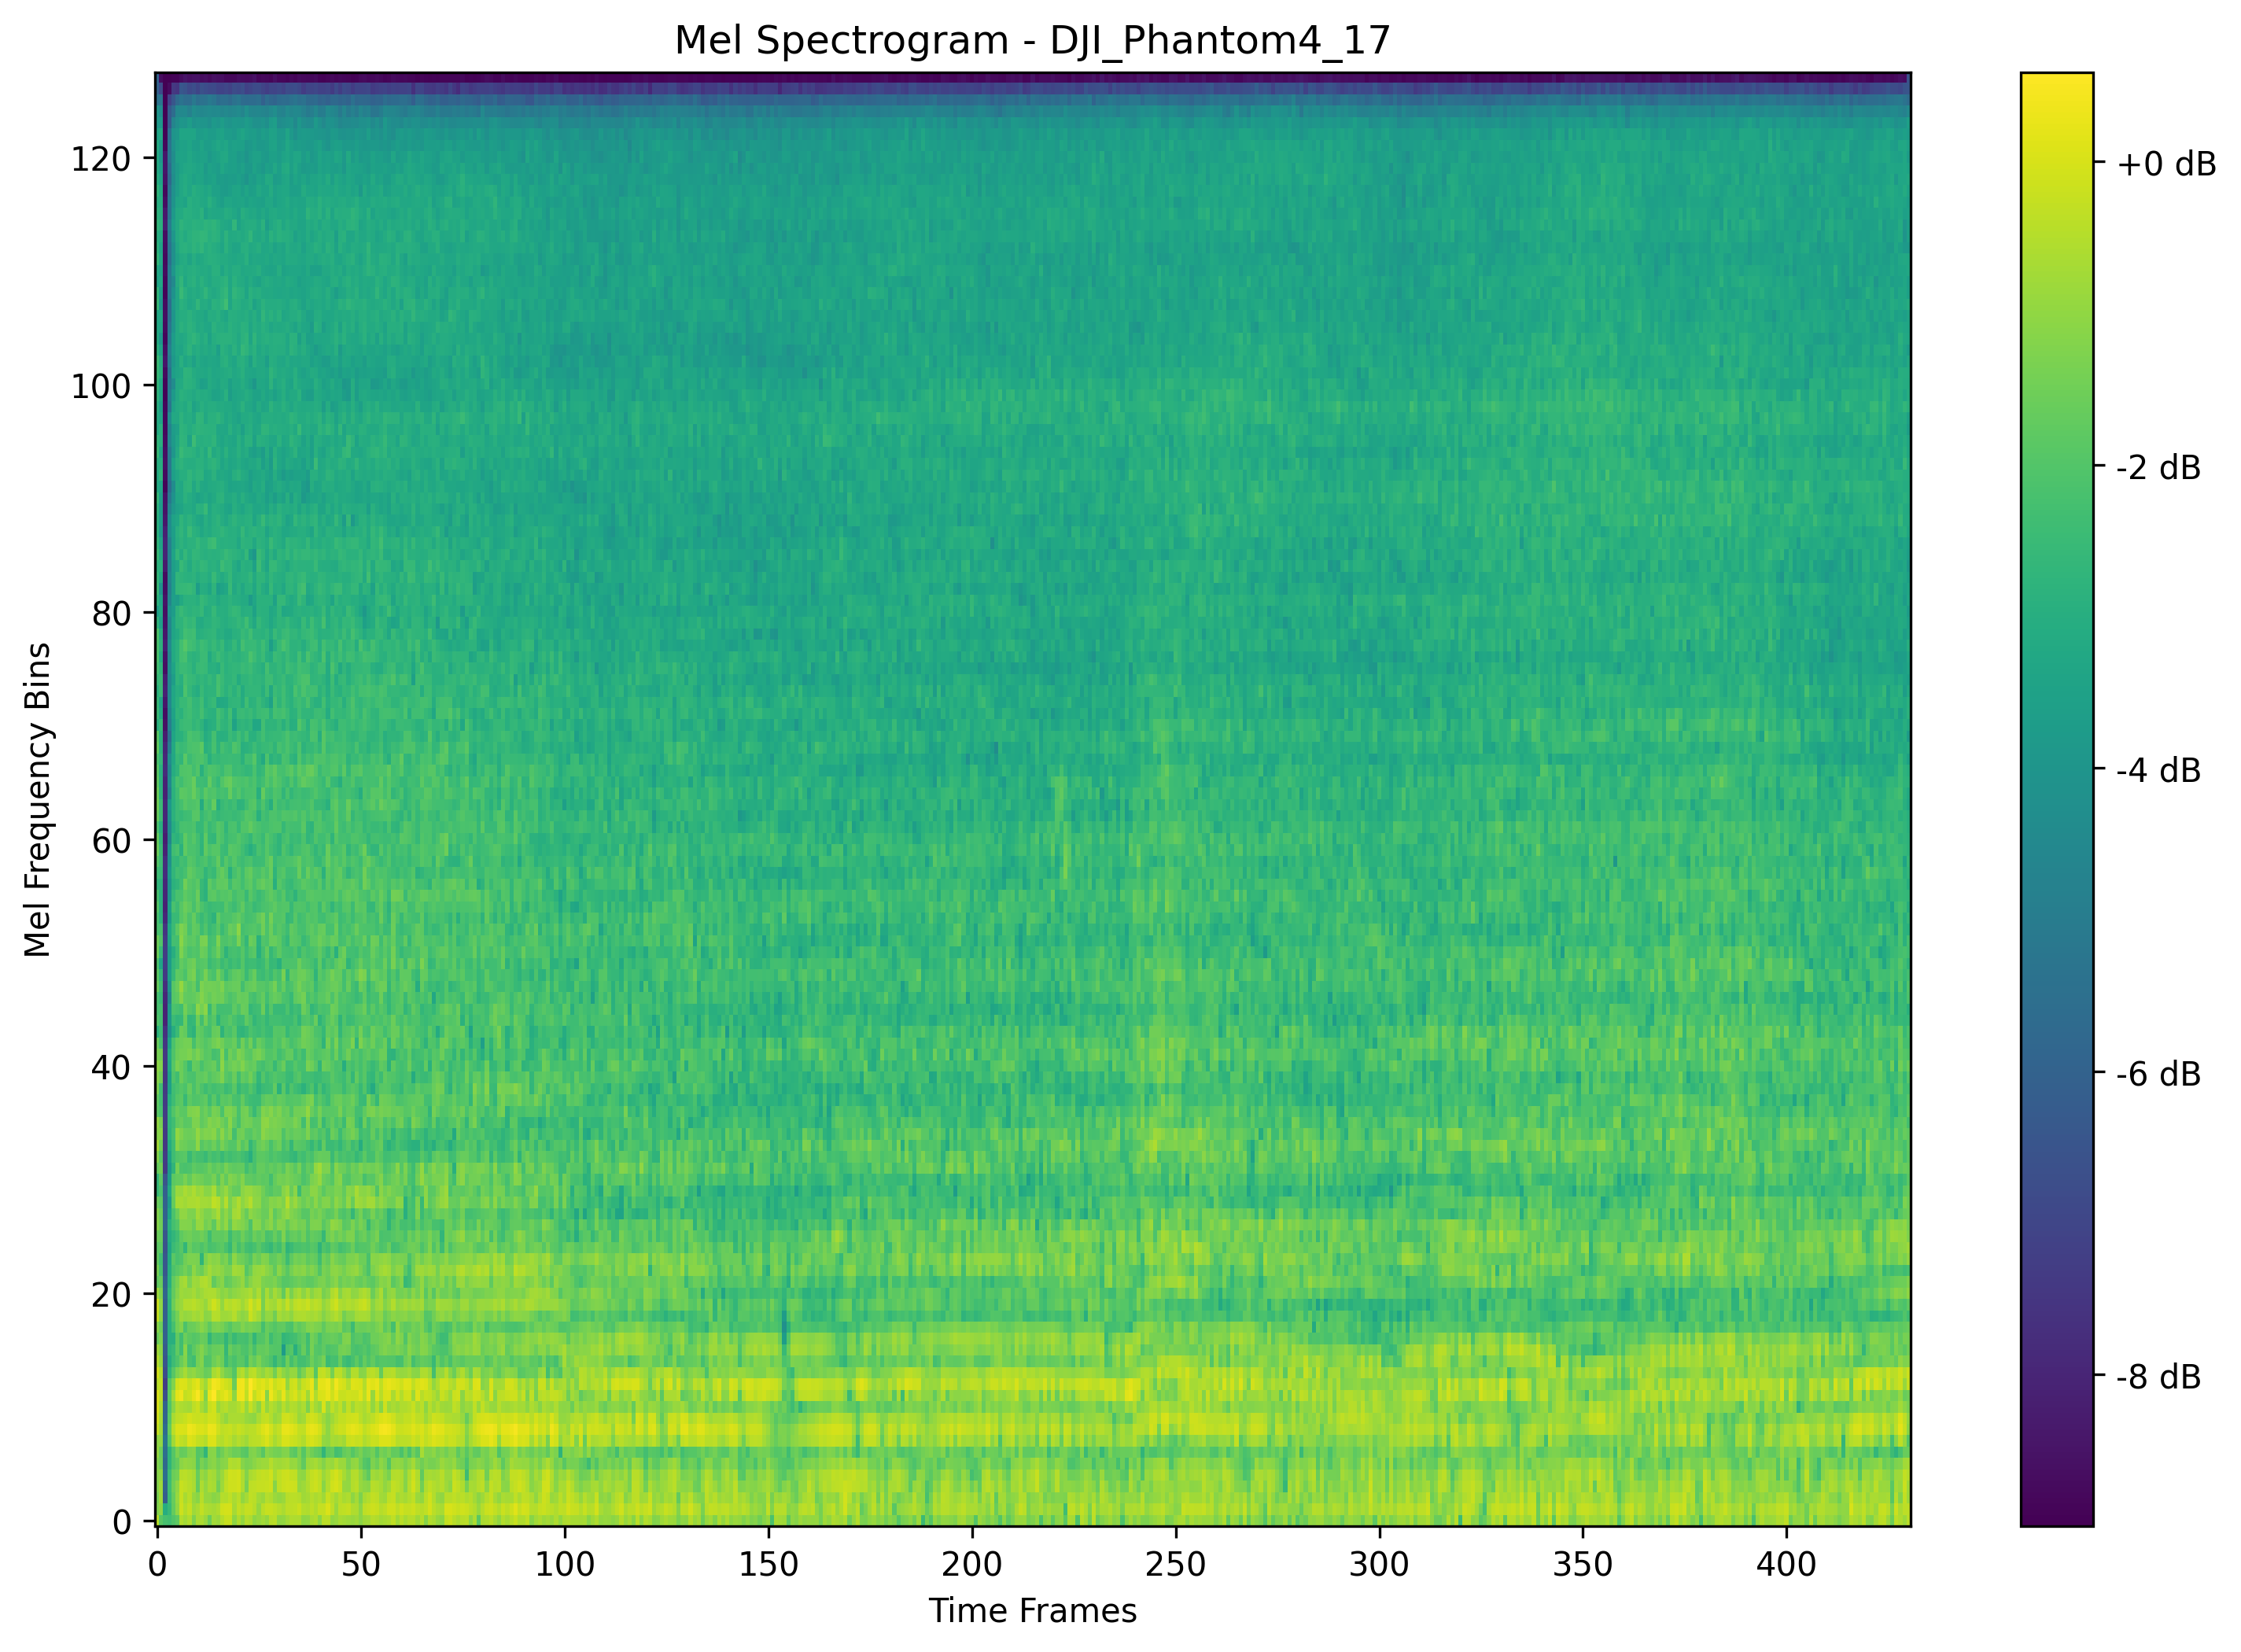 Mel Spectrogram - DJI_Phantom4_17
Mel Frequency Bins
120
100
80
60
40
20
0
0 50 100 150 200 250 300 350 400
Time Frames
+0 dB
-2 dB
-4 dB
-6 dB
-8 dB